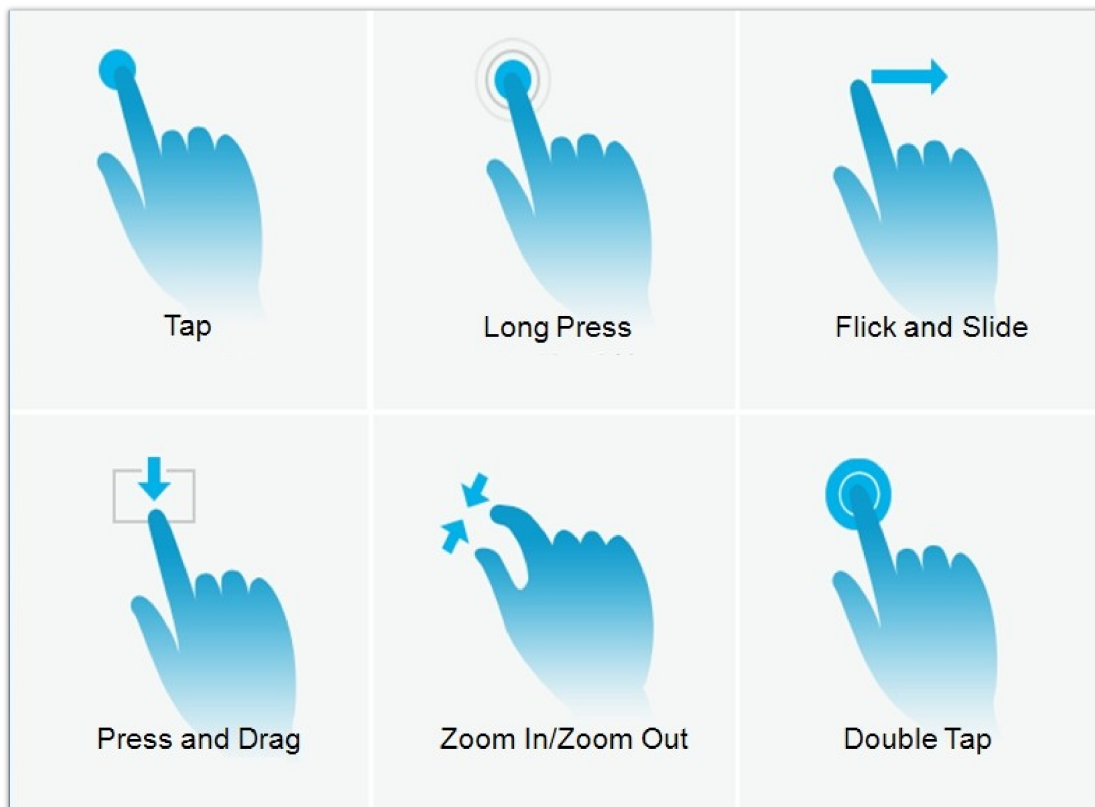 Tap
Long Press
Flick and Slide
Press and Drag
Zoom In/Zoom Out
Double Tap